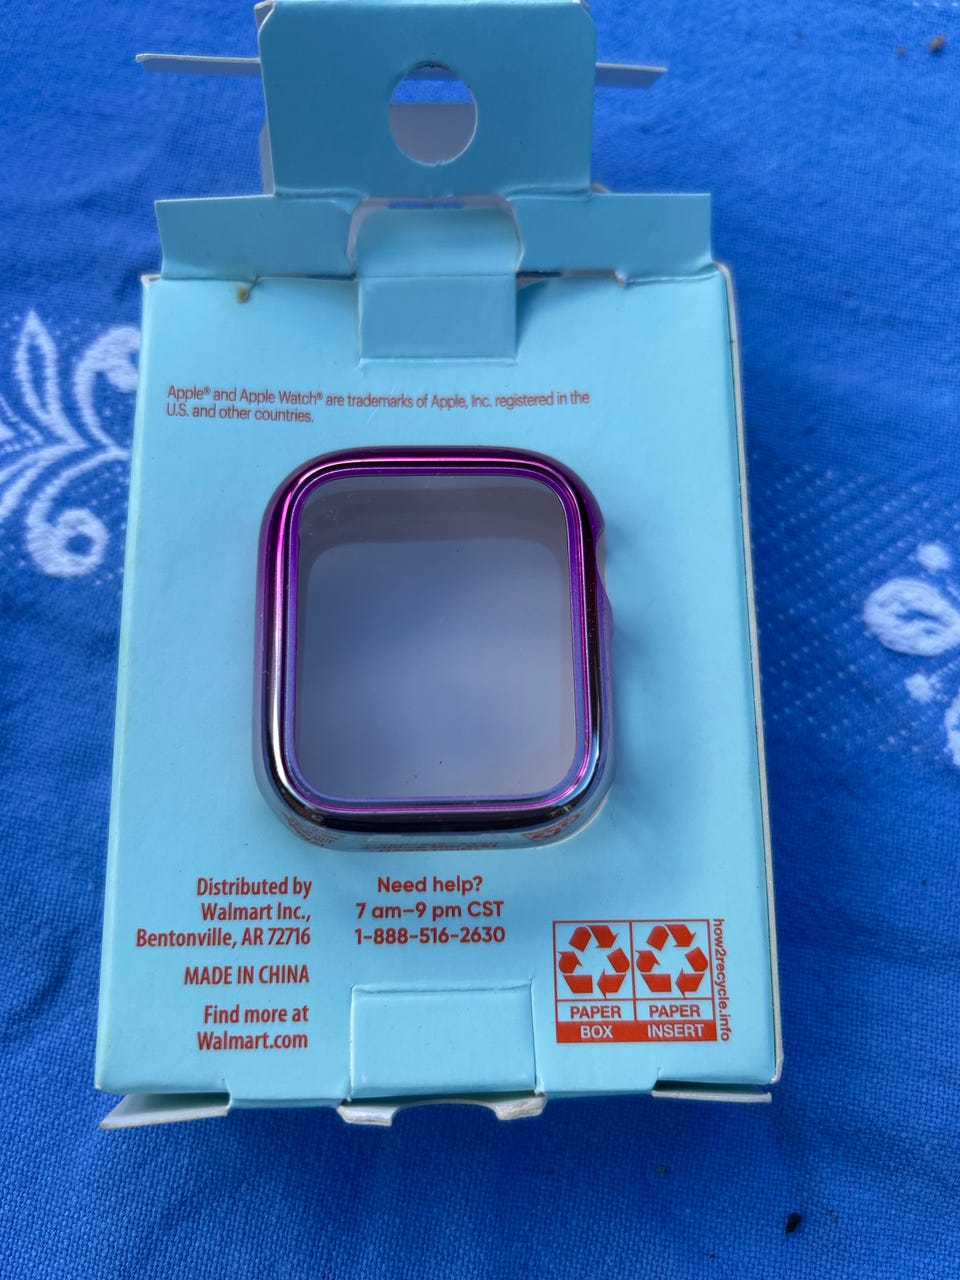 Apple® and Apple Watch® are trademarks of Apple, Inc. registered in the
U.S. and other countries.
Distributed by
Walmart Inc.,
Bentonville, AR 72716
MADE IN CHINA
Find more at
Walmart.com
Need help?
7 am–9 pm CST
1-888-516-2630
PAPER
BOX
PAPER
INSERT
how2recycle.info